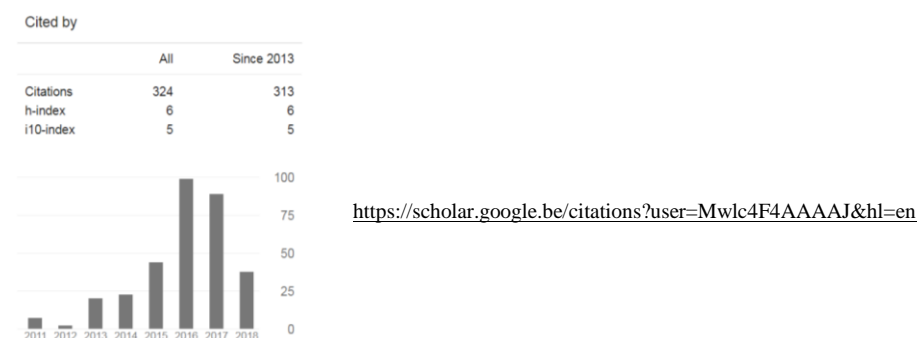 Cited by
All Since 2013
Citations 324 313
h-index 6 6
i10-index 5 5
100
75
https://scholar.google.be/citations?user=Mwlc4F4AAAAJ&hl=en
50
25
0
2011 2012 2013 2014 2015 2016 2017 2018